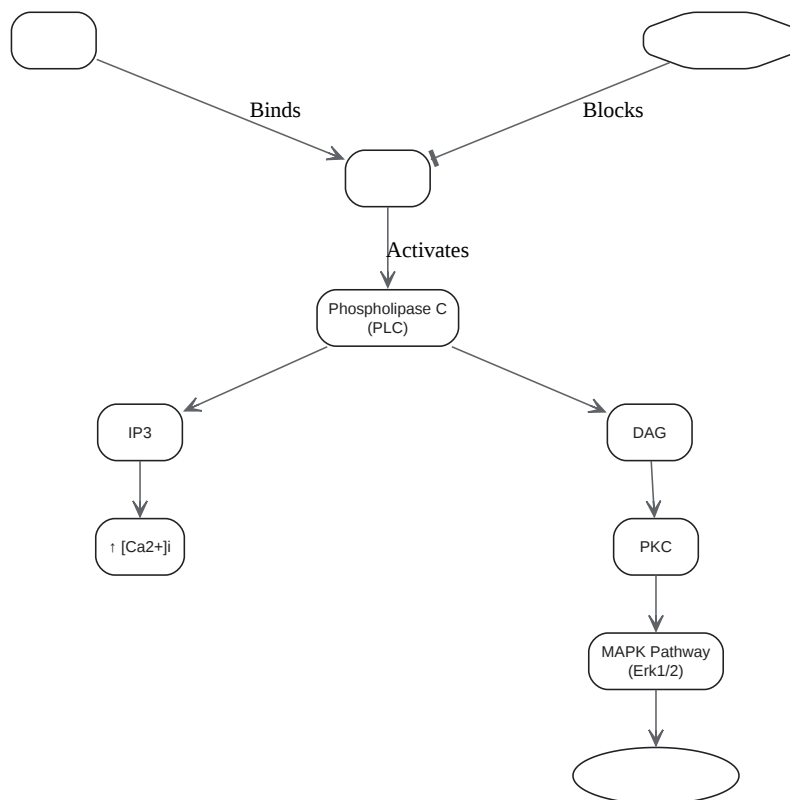 Binds
Blocks
Activates
Phospholipase C
(PLC)
IP3
DAG
↑ [Ca2+]i
PKC
MAPK Pathway
(Erk1/2)